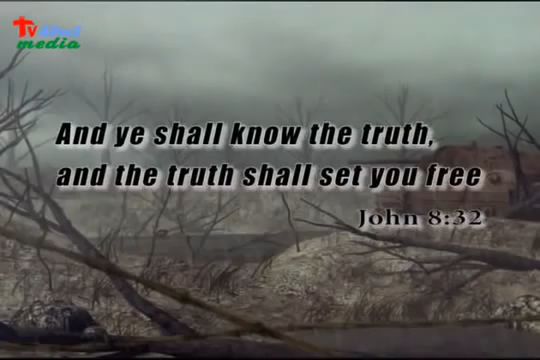 TV
media
And ye shall know the truth,
and the truth shall set you free
John 8:32